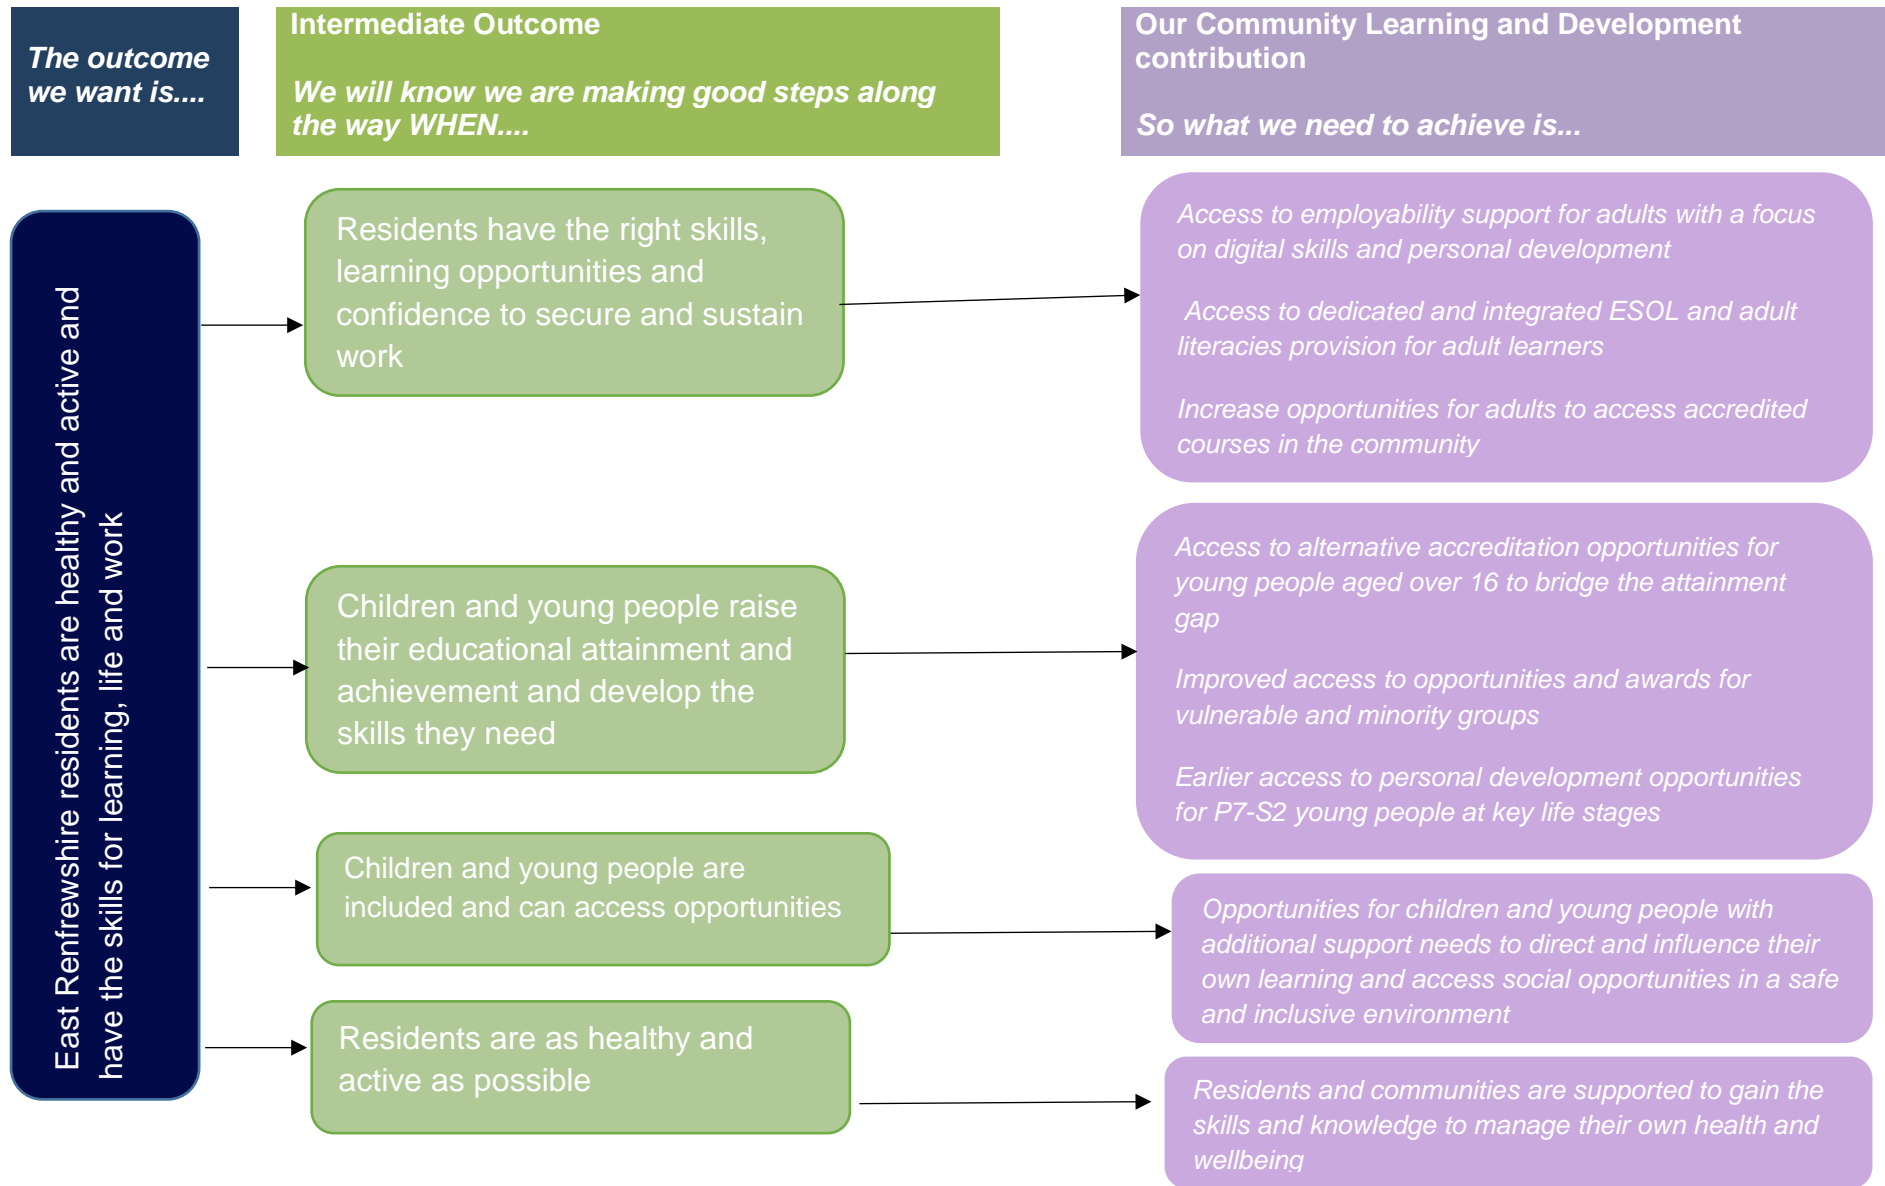 The outcome
we want is....
Intermediate Outcome
We will know we are making good steps along
the way WHEN....
Our Community Learning and Development
contribution
So what we need to achieve is...
East Renfrewshire residents are healthy and active and
have the skills for learning, life and work
Residents have the right skills,
learning opportunities and
confidence to secure and sustain
work
Access to employability support for adults with a focus
on digital skills and personal development
Access to dedicated and integrated ESOL and adult
literacies provision for adult learners
Increase opportunities for adults to access accredited
courses in the community
Children and young people raise
their educational attainment and
achievement and develop the
skills they need
Access to alternative accreditation opportunities for
young people aged over 16 to bridge the attainment
gap
Improved access to opportunities and awards for
vulnerable and minority groups
Earlier access to personal development opportunities
for P7-S2 young people at key life stages
Children and young people are
included and can access opportunities
Opportunities for children and young people with
additional support needs to direct and influence their
own learning and access social opportunities in a safe
and inclusive environment
Residents are as healthy and
active as possible
Residents and communities are supported to gain the
skills and knowledge to manage their own health and
wellbeing